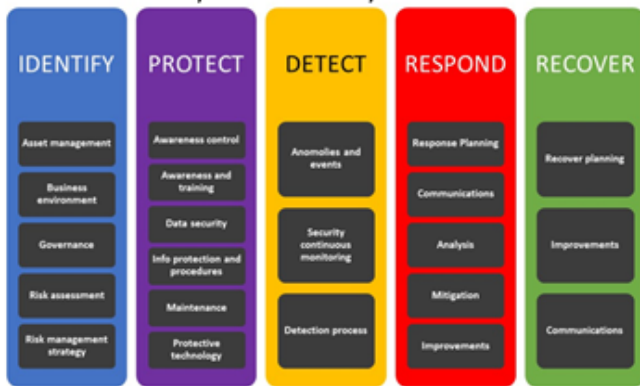 IDENTIFY
Asset management
Business
environment
Governance
Risk assessment
Risk management
strategy
PROTECT
Awareness control
Awareness and
training
Data security
Info protection and
procedures
Maintenance
Protective
technology
DETECT
Anomolies and
events
Security
continuous
monitoring
Detection process
RESPOND
Response Planning
Communications
Analysis
Mitigation
Improvements
RECOVER
Recover planning
Improvements
Communications